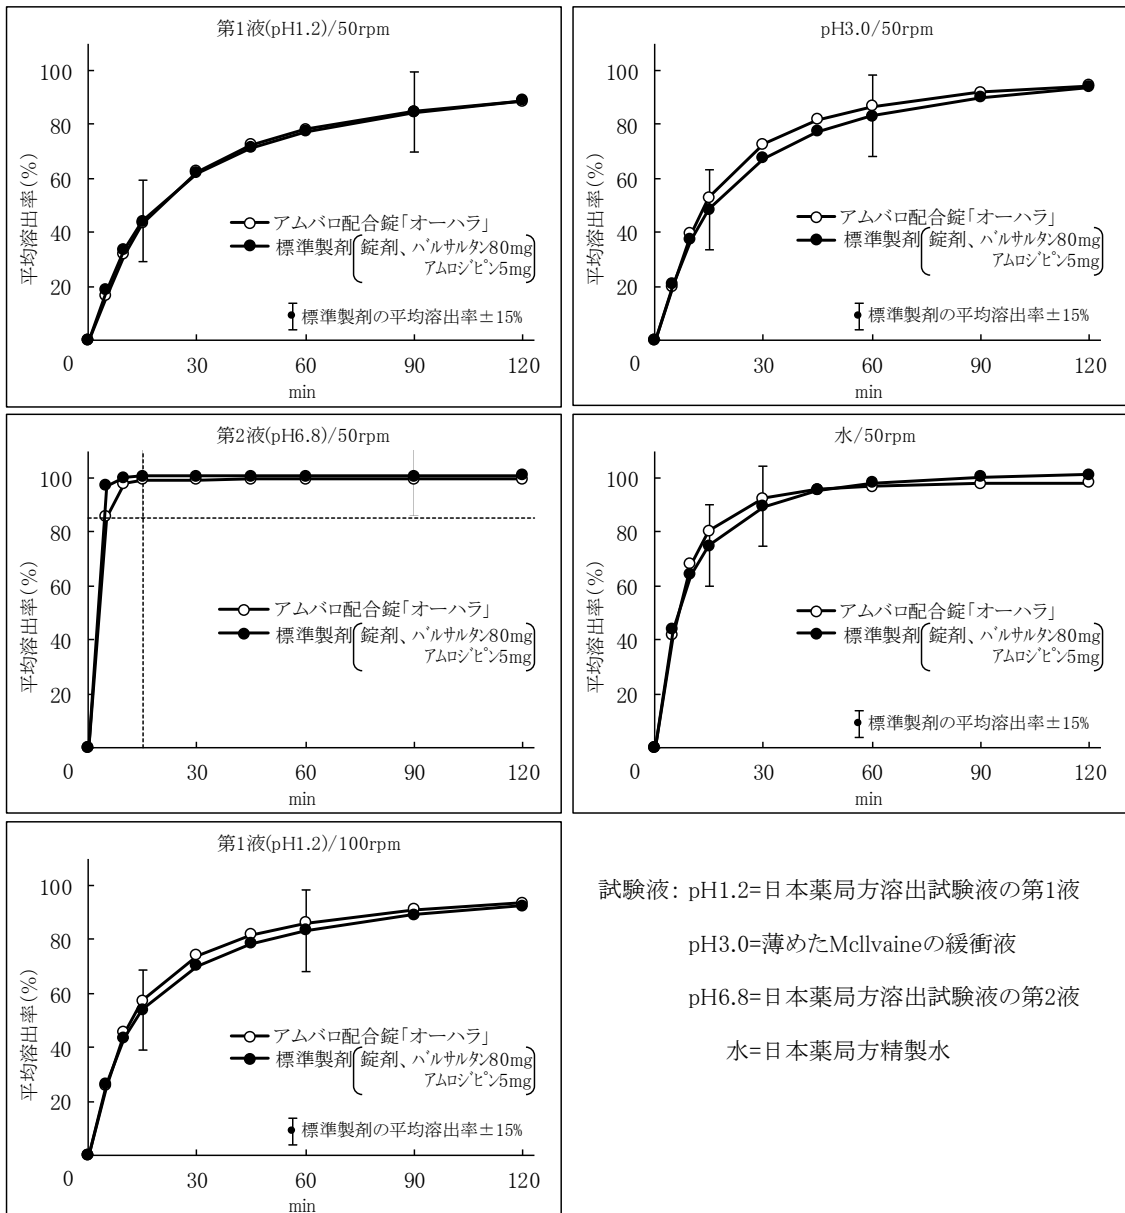 第1液(pH1.2)/50rpm
平均溶出率(%)
100
80
60
40
20
0
30
60
90
120
min
アムバロ配合錠「オーハラ」
標準製剤 錠剤、バルサルタン80mg
アムロジピン5mg
標準製剤の平均溶出率±15%
pH3.0/50rpm
平均溶出率(%)
100
80
60
40
20
0
30
60
90
120
min
アムバロ配合錠「オーハラ」
標準製剤 錠剤、バルサルタン80mg
アムロジピン5mg
標準製剤の平均溶出率±15%
第2液(pH6.8)/50rpm
平均溶出率(%)
100
80
60
40
20
0
30
60
90
120
min
アムバロ配合錠「オーハラ」
標準製剤 錠剤、バルサルタン80mg
アムロジピン5mg
水/50rpm
平均溶出率(%)
100
80
60
40
20
0
30
60
90
120
min
アムバロ配合錠「オーハラ」
標準製剤 錠剤、バルサルタン80mg
アムロジピン5mg
標準製剤の平均溶出率±15%
第1液(pH1.2)/100rpm
平均溶出率(%)
100
80
60
40
20
0
30
60
90
120
min
アムバロ配合錠「オーハラ」
標準製剤 錠剤、バルサルタン80mg
アムロジピン5mg
標準製剤の平均溶出率±15%
試験液: pH1.2=日本薬局方溶出試験液の第1液
pH3.0=薄めたMcllvaineの緩衝液
pH6.8=日本薬局方溶出試験液の第2液
水=日本薬局方精製水